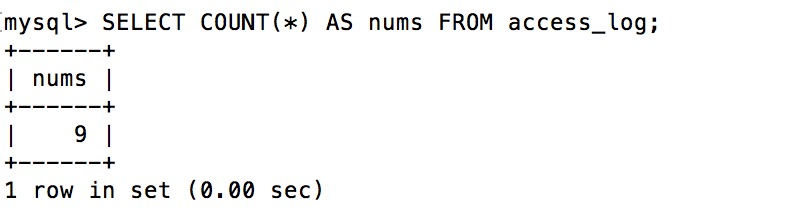 mysql> SELECT COUNT(*) AS nums FROM access_log;
+------+
| nums |
+------+
|    9 |
+------+
1 row in set (0.00 sec)